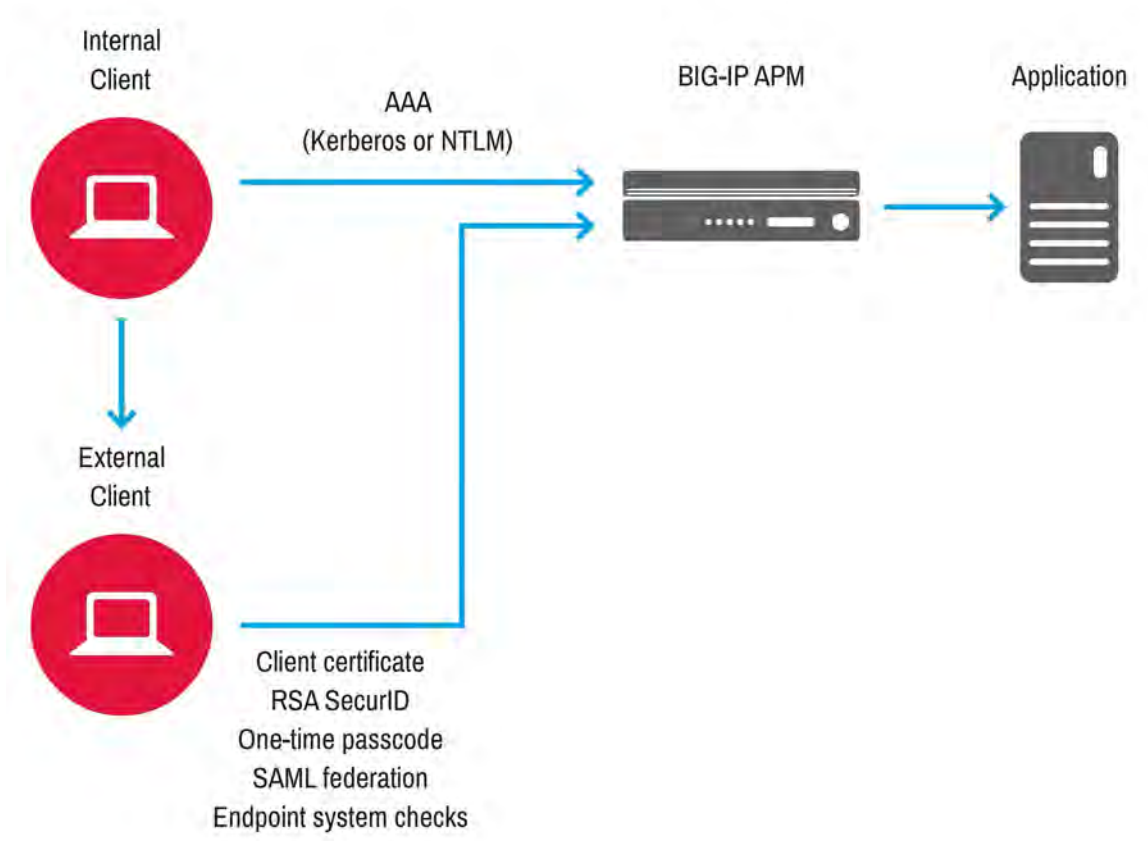 Internal
Client
AAA
(Kerberos or NTLM)
BIG-IP APM
Application
External
Client
Client certificate
RSA SecurID
One-time passcode
SAML federation
Endpoint system checks